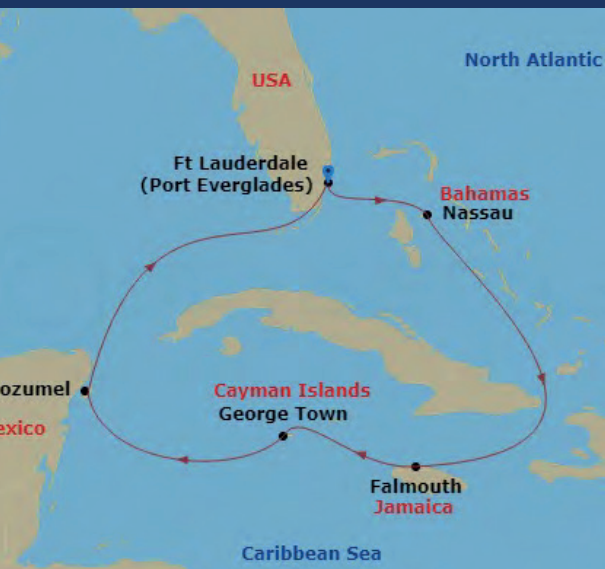 North Atlantic
USA
Ft Lauderdale
(Port Everglades)
Bahamas
Nassau
ozumel
exico
Cayman Islands
George Town
Falmouth
Jamaica
Caribbean Sea